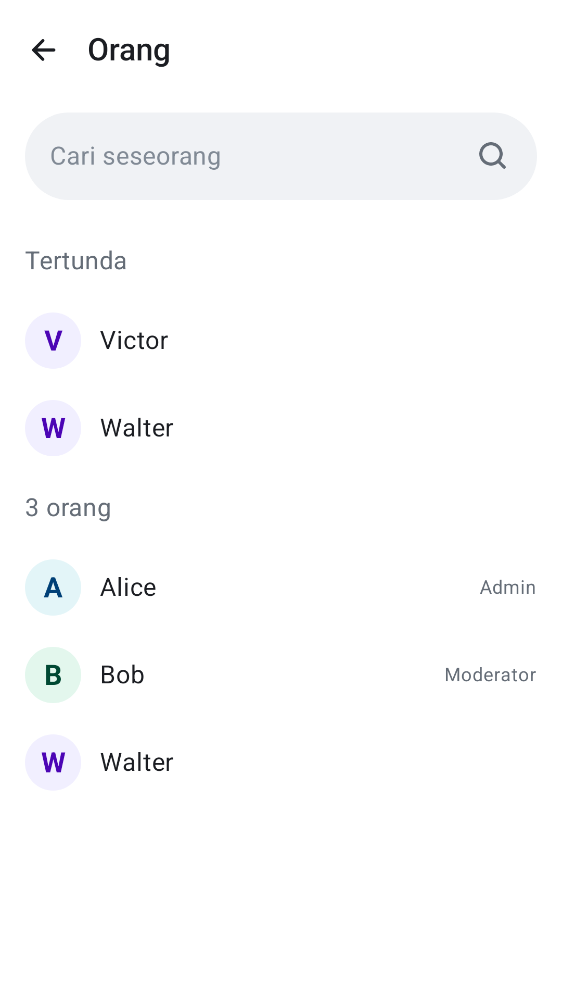 Orang
Cari seseorang
Tertunda
V Victor
W Walter
3 orang
A Alice Admin
B Bob Moderator
W Walter